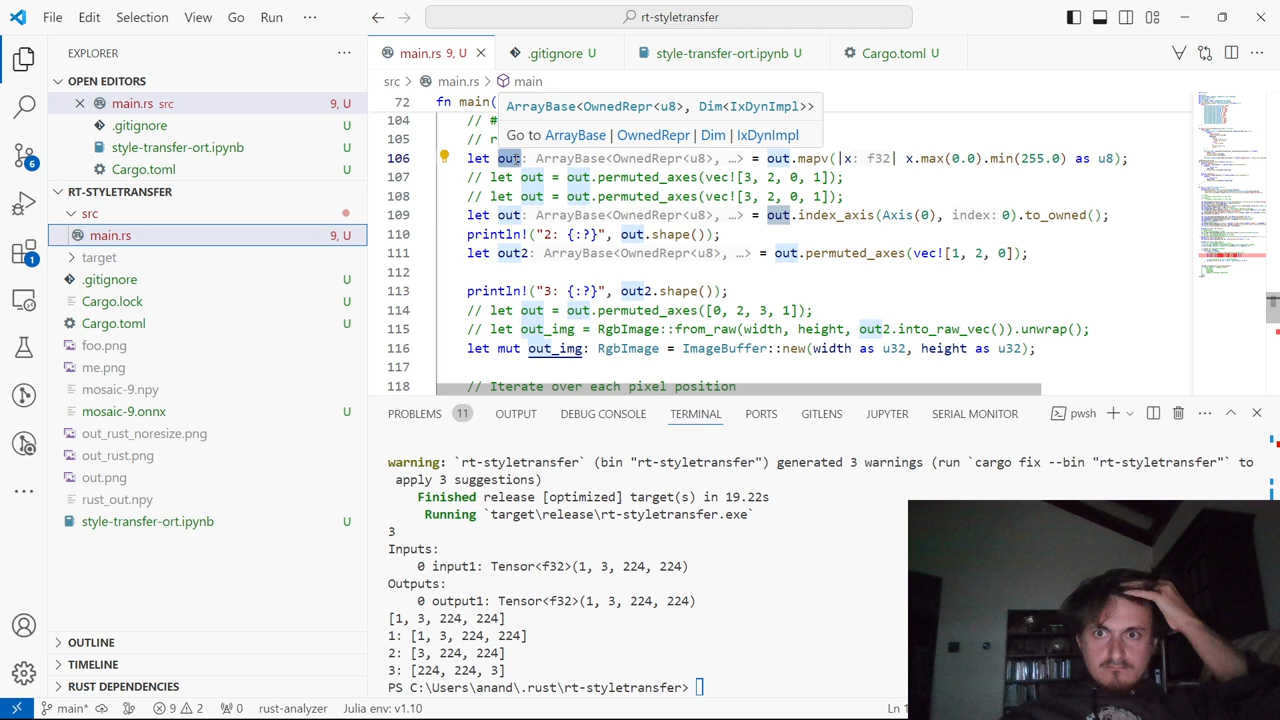 File Edit Selection View Go Run ···
rt-styletransfer
EXPLORER
OPEN EDITORS
main.rs src 9, U
.gitignore U
style-transfer-ort.ipynb U
Cargo.toml U
RT-STYLETRANSFER
src
main.rs 9, U
target
.gitignore U
Cargo.lock U
Cargo.toml U
foo.png
me.png
mosaic-9.npy
mosaic-9.onnx U
out_rust_noresize.png
out_rust.png
out.png
rust_out.npy
style-transfer-ort.ipynb U
OUTLINE
TIMELINE
RUST DEPENDENCIES
6
1
main.rs 9, U
.gitignore U
style-transfer-ort.ipynb U
Cargo.toml U
src > main.rs > main
72 fn main(
ArrayBase<OwnedRepr<u8>, Dim<IxDynImpl>>
Go to ArrayBase | OwnedRepr | Dim | IxDynImpl
104 // #
105 // r
106 let out: ArrayBase<OwnedRepr<u8>, .mapv(|x: f32| x.max(0.0).min(255.0) as u8);
107 // let out = out.permuted_axes(vec![3, 1]);
108 // let out = out.permuted_axes(vec![3, 1]);
109 let out: ArrayBase<OwnedRepr<u8>, …> = out.index_axis(Axis(0), index: 0).to_owned();
110 out.shape());
111 ArrayBase<OwnedRepr<u8>, …> = out.permuted_axes(vec![1, 2, 0]);
112
113 println!("3: {:?}", out2.shape());
114 // let out = out.permuted_axes([0, 2, 3, 1]);
115 // let out_img = RgbImage::from_raw(width, height, out2.into_raw_vec()).unwrap();
116 let mut out_img: RgbImage = ImageBuffer::new(width as u32, height as u32);
117
118 // Iterate over each pixel position
PROBLEMS 11 OUTPUT DEBUG CONSOLE TERMINAL PORTS GITLENS JUPYTER SERIAL MONITOR pwsh
warning: `rt-styletransfer` (bin "rt-styletransfer") generated 3 warnings (run `cargo fix --bin "rt-styletransfer"` to
apply 3 suggestions)
Finished release [optimized] target(s) in 19.22s
Running `target\release\rt-styletransfer.exe`
3
Inputs:
0 input1: Tensor<f32>(1, 3, 224, 224)
Outputs:
0 output1: Tensor<f32>(1, 3, 224, 224)
[1, 3, 224, 224]
1: [1, 3, 224, 224]
2: [3, 224, 224]
3: [224, 224, 3]
PS C:\Users\anand\.rust\rt-styletransfer>
main* 9 2 0 rust-analyzer Julia env: v1.10 Ln 1